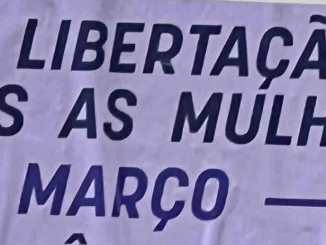 LIBERTAÇÃ
S AS MULH
MARÇO —